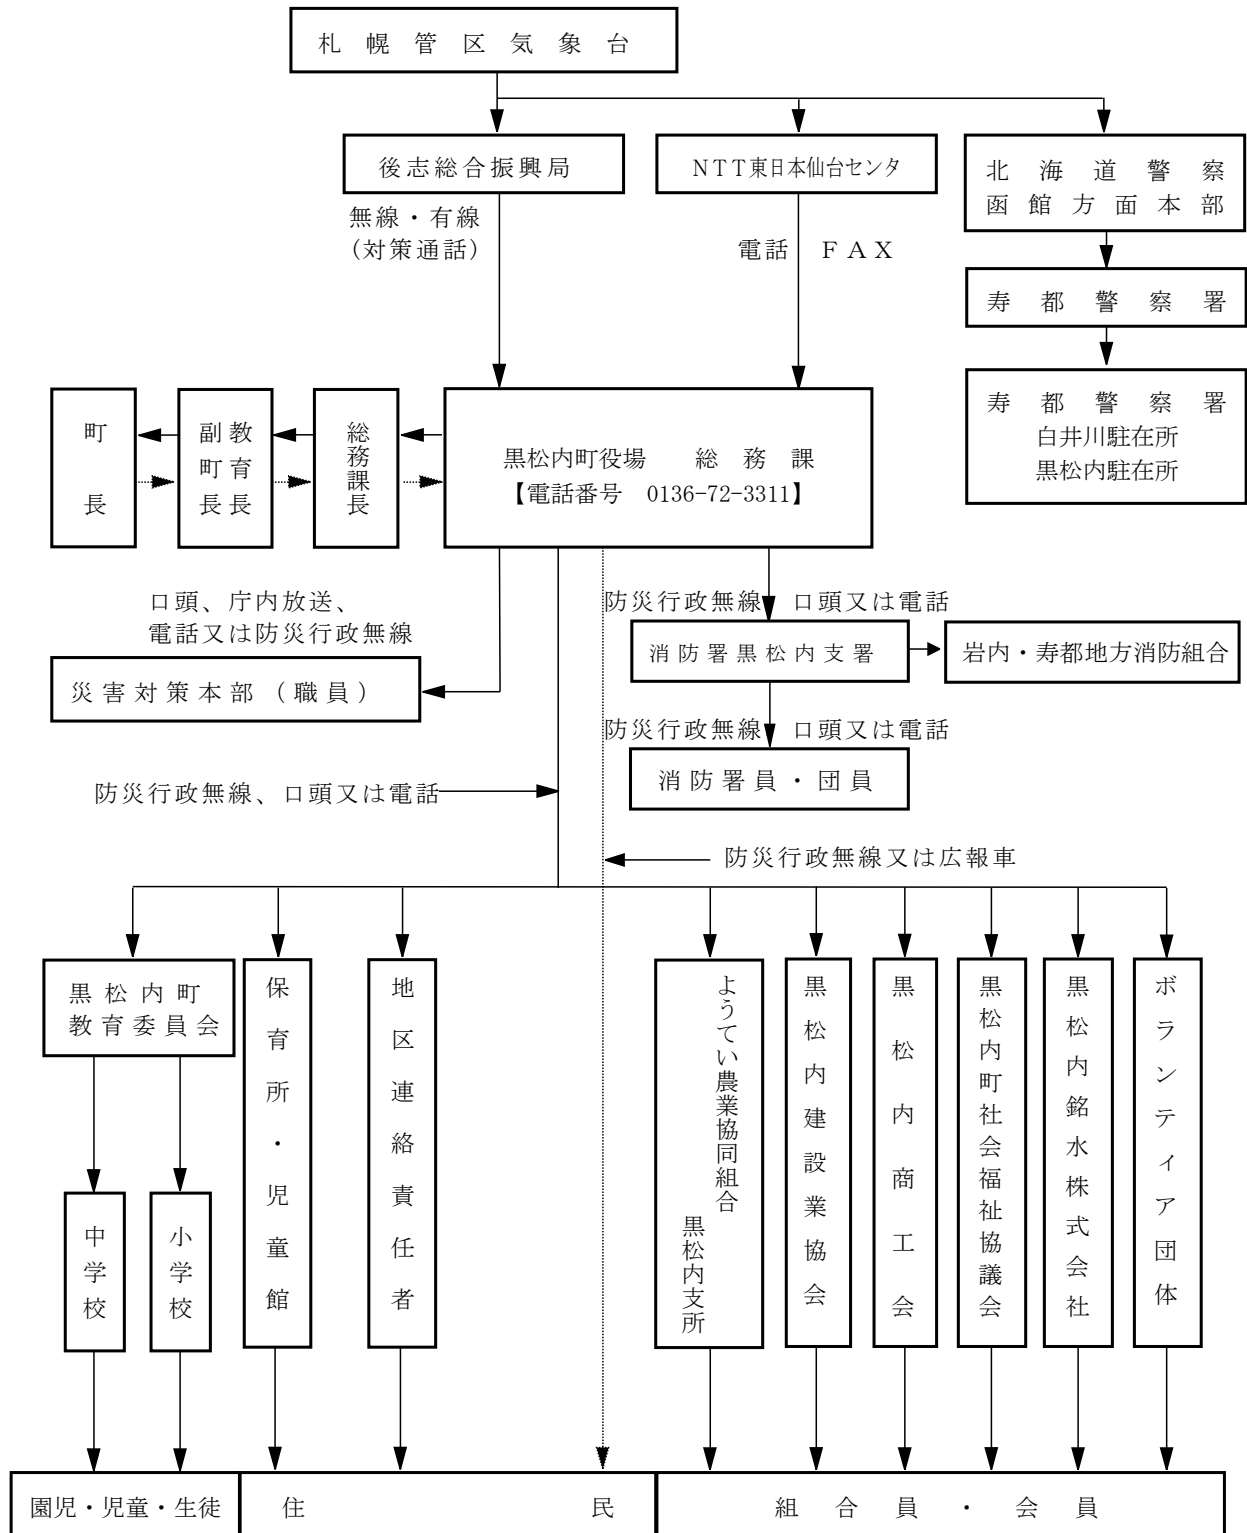 札幌管区気象台
後志総合振興局
NTT東日本仙台センタ
北海道警察
函館方面本部
無線・有線
(対策通話)
電話 FAX
寿都警察署
寿都警察署
白井川駐在所
黒松内駐在所
町長
副町長
教育長
総務課長
黒松内町役場 総務課
【電話番号 0136-72-3311】
口頭、庁内放送、
電話又は防災行政無線
防災行政無線 口頭又は電話
消防署黒松内支署
岩内・寿都地方消防組合
災害対策本部(職員)
防災行政無線 口頭又は電話
消防署員・団員
防災行政無線、口頭又は電話
防災行政無線又は広報車
黒松内町
教育委員会
保育所・児童館
地区連絡責任者
ようてい農業協同組合
黒松内支所
黒松内建設業協会
黒松内商工会
黒松内町社会福祉協議会
黒松内銘水株式会社
ボランティア団体
中学校
小学校
園児・児童・生徒
住民
組合員・会員